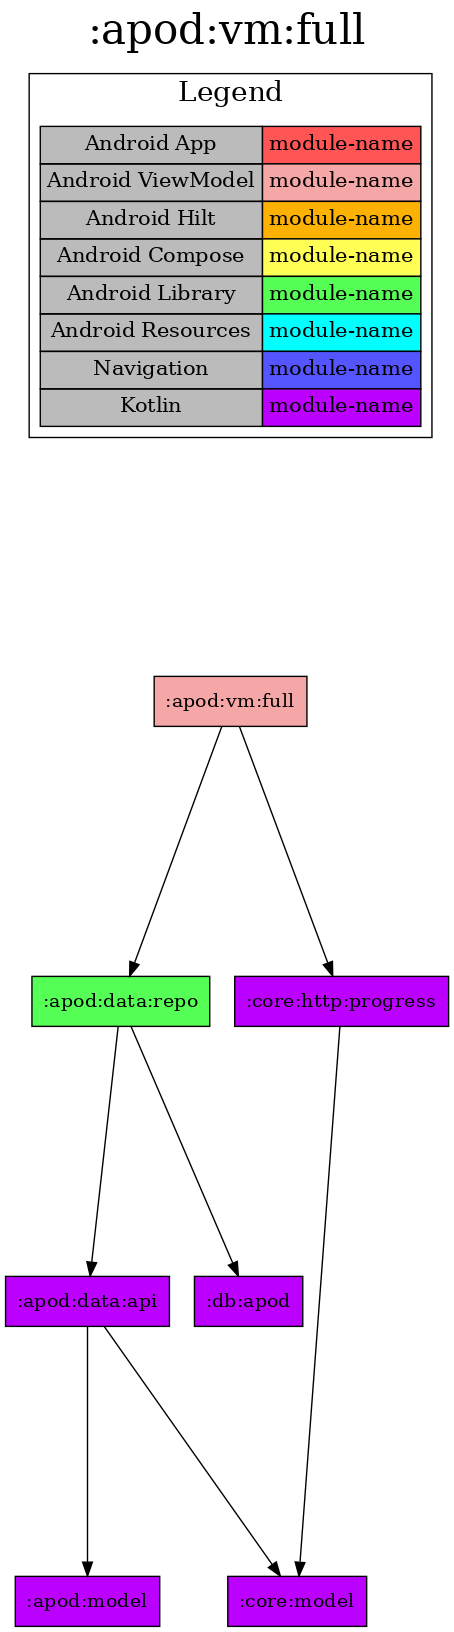 :apod:vm:full
Legend
Android App module-name
Android ViewModel module-name
Android Hilt module-name
Android Compose module-name
Android Library module-name
Android Resources module-name
Navigation module-name
Kotlin module-name
:apod:vm:full
:apod:data:repo :core:http:progress
:apod:data:api :db:apod
:apod:model :core:model